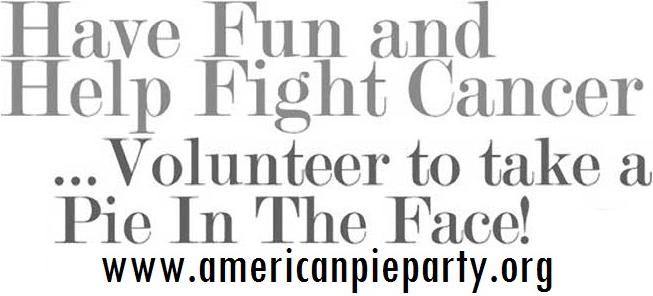 Have Fun and
Help Fight Cancer
...Volunteer to take a
Pie In The Face!
www.americanpieparty.org